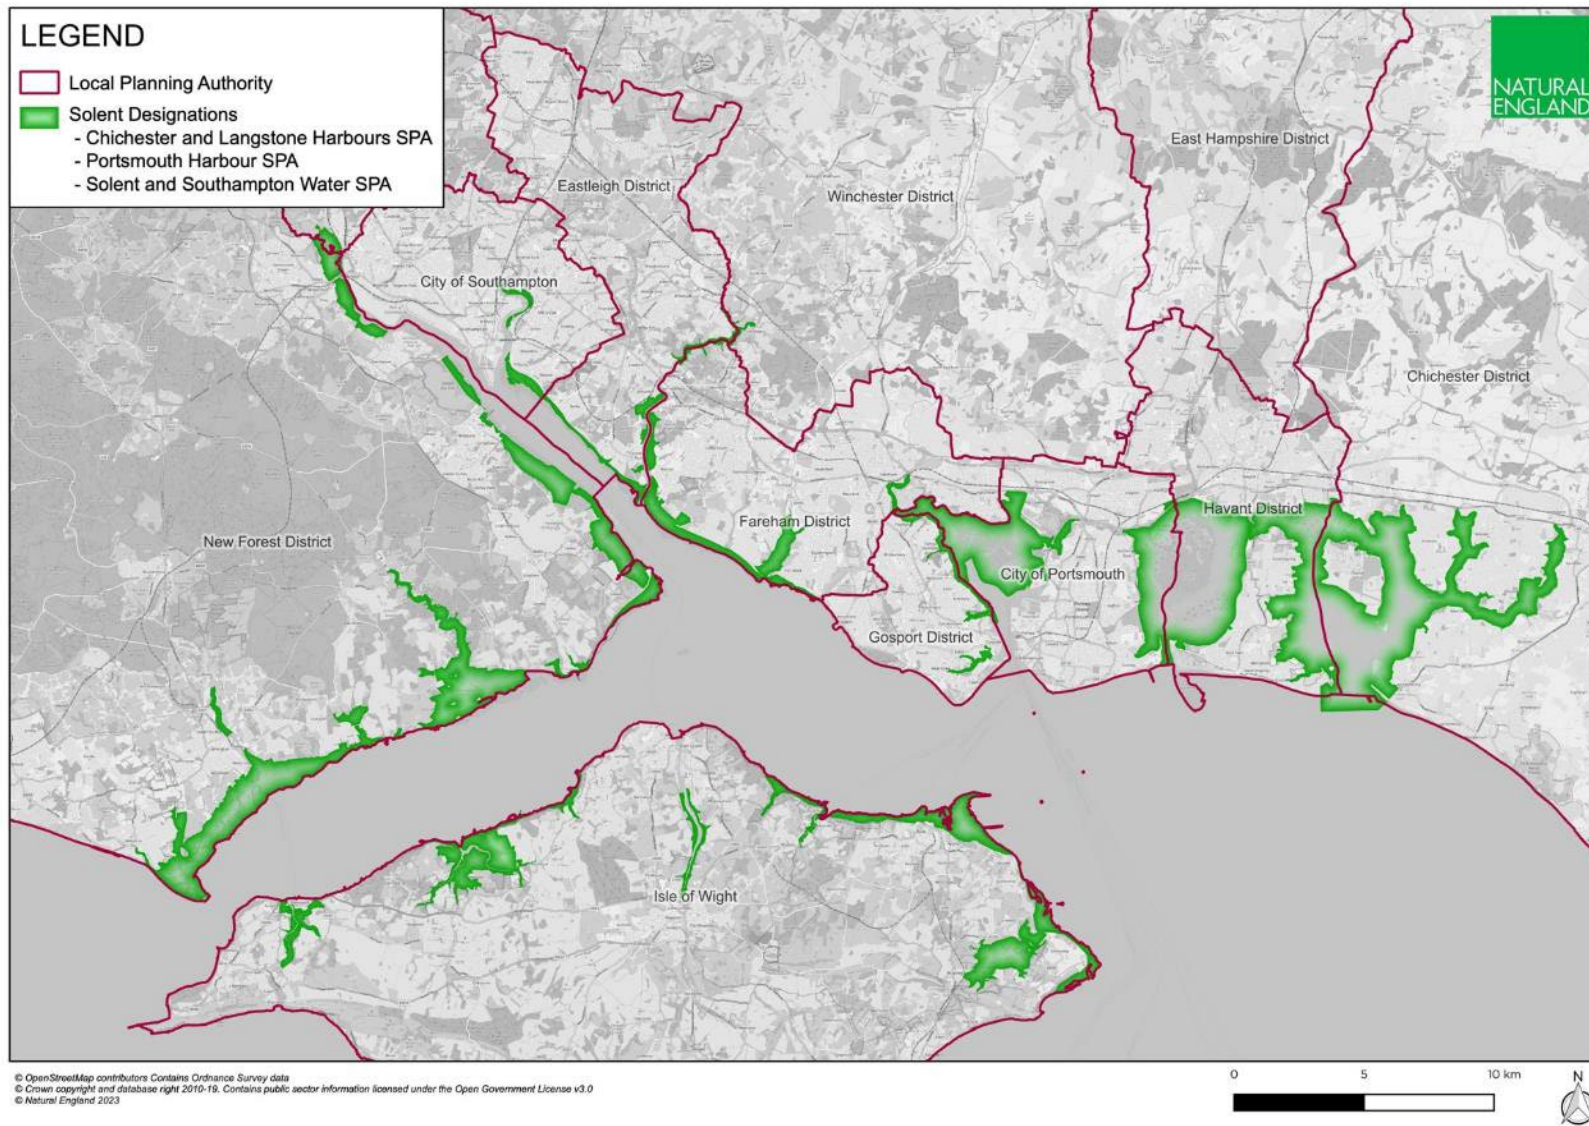 LEGEND
Local Planning Authority
Solent Designations
- Chichester and Langstone Harbours SPA
- Portsmouth Harbour SPA
- Solent and Southampton Water SPA
NATURAL
ENGLAND
East Hampshire District
Eastleigh District
Winchester District
City of Southampton
Chichester District
Havant District
Fareham District
New Forest District
City of Portsmouth
Gosport District
Isle of Wight
© OpenStreetMap contributors Contains Ordnance Survey data
© Crown copyright and database right 2010-19. Contains public sector information licensed under the Open Government License v3.0
© Natural England 2023
0 5 10 km
N